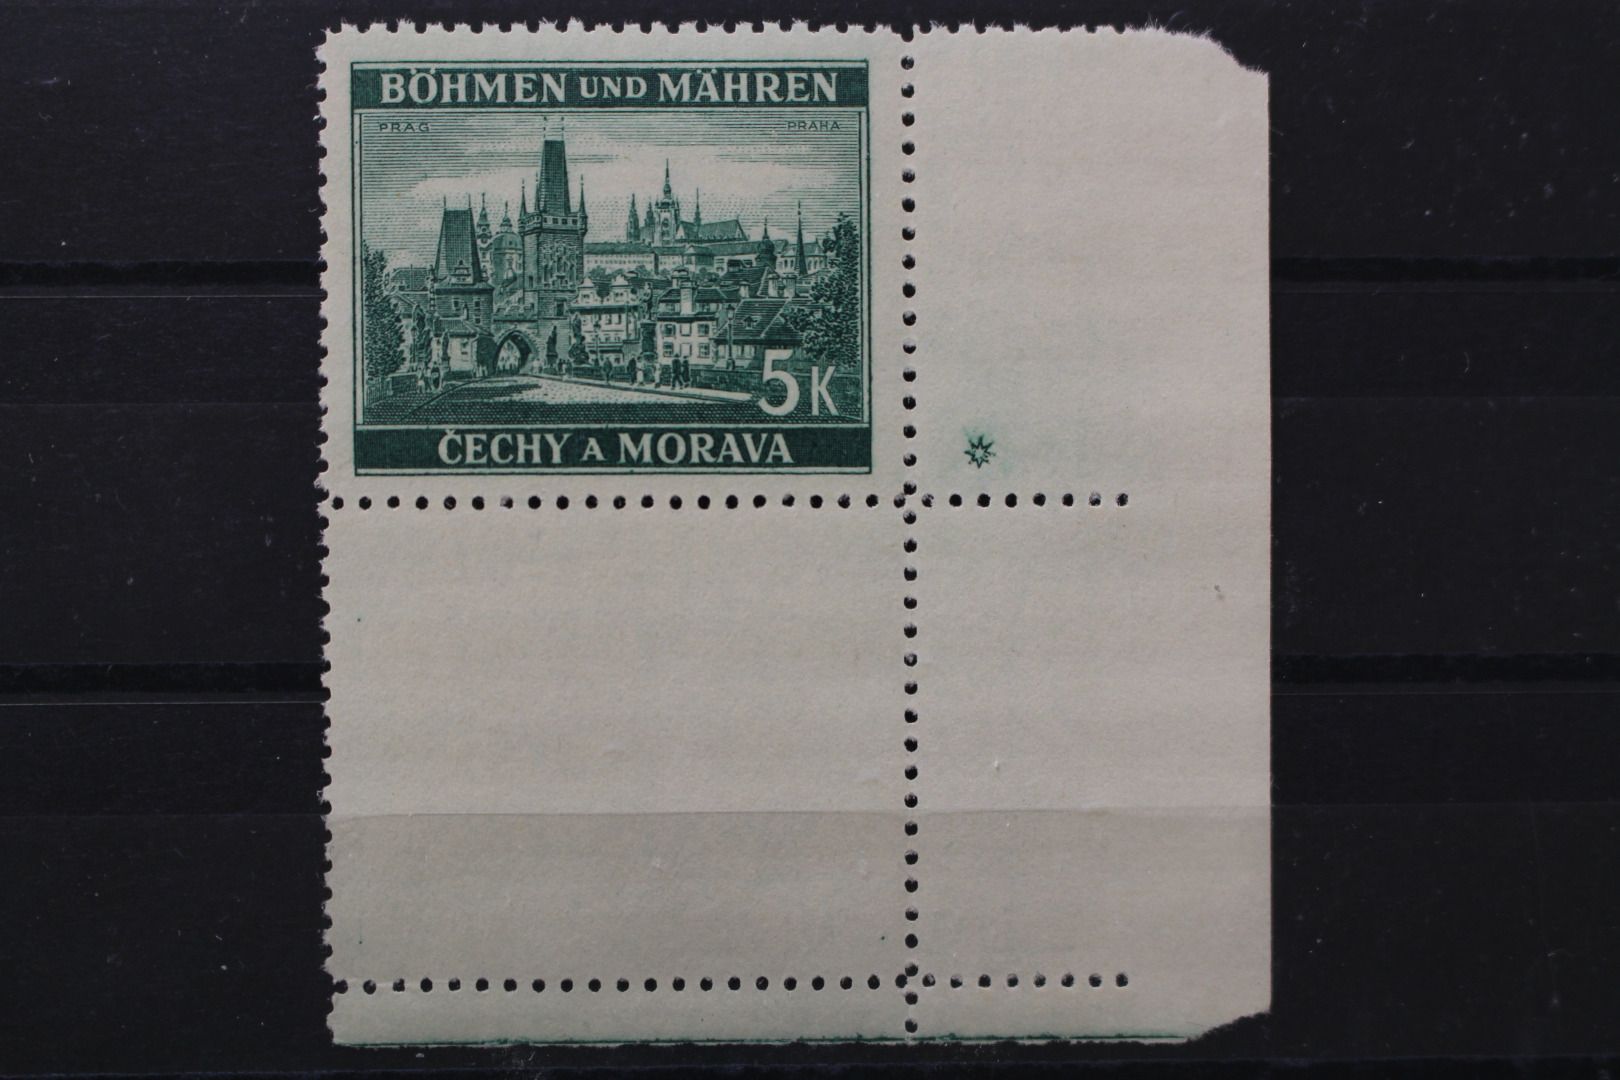 BÖHMEN UND MÄHREN
PRAG PRAHA
5K
ČECHY A MORAVA